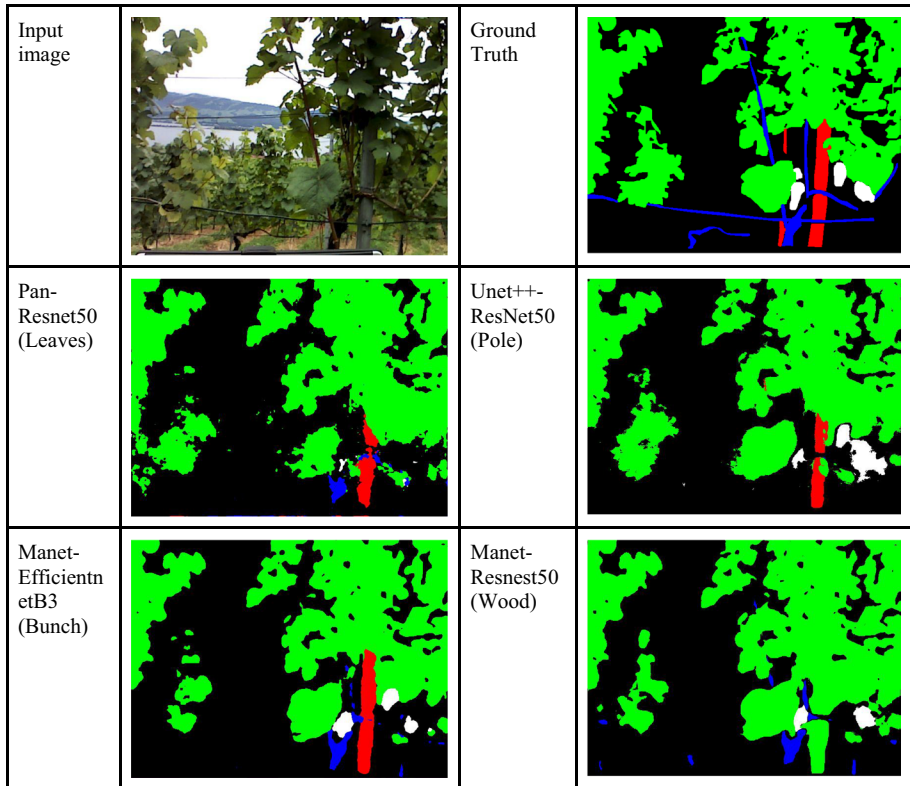 Input
image
Ground
Truth
Pan-
Resnet50
(Leaves)
Unet++-
ResNet50
(Pole)
Manet-
Efficientn
etB3
(Bunch)
Manet-
Resnest50
(Wood)